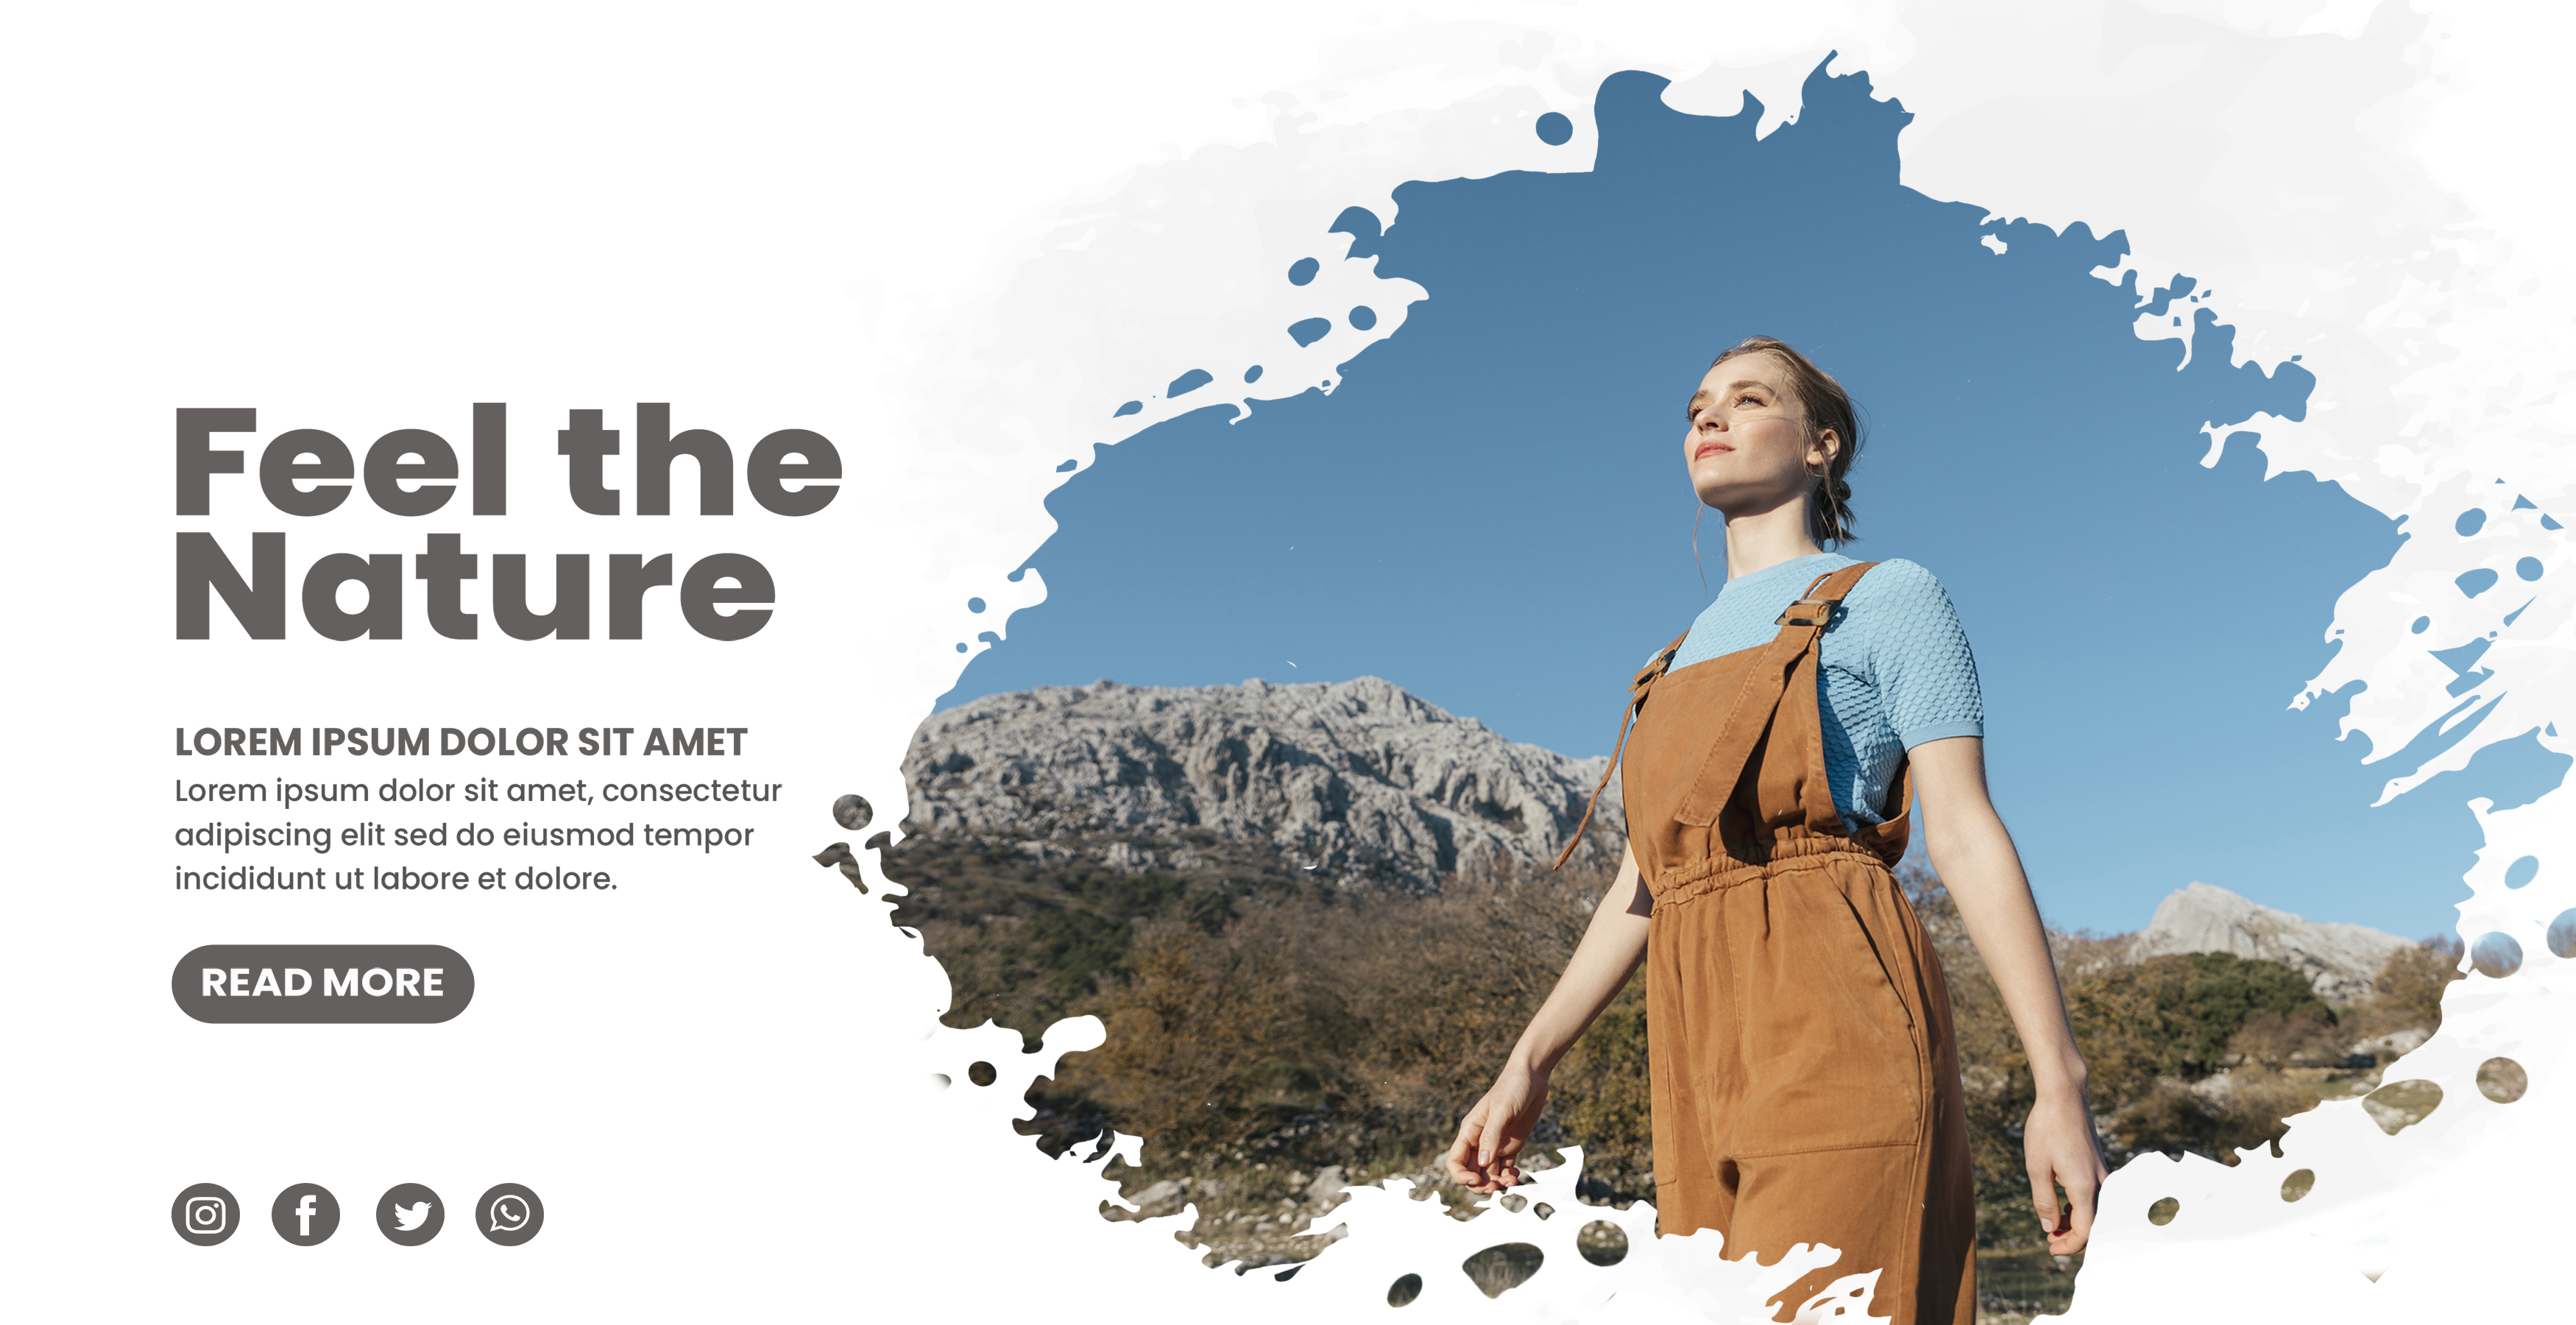 Feel the
Nature
LOREM IPSUM DOLOR SIT AMET
Lorem ipsum dolor sit amet, consectetur
adipiscing elit sed do eiusmod tempor
incididunt ut labore et dolore.
READ MORE